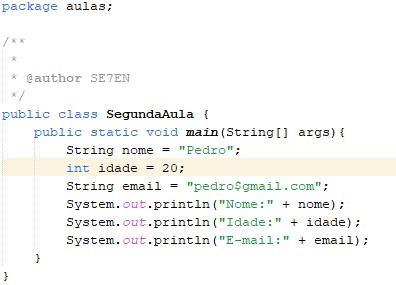 package aulas;
/**
*
* @author SE7EN
*/
public class SegundaAula {
public static void main(String[] args){
String nome = "Pedro";
int idade = 20;
String email = "pedro$gmail.com";
System.out.println("Nome:" + nome);
System.out.println("Idade:" + idade);
System.out.println("E-mail:" + email);
}
}